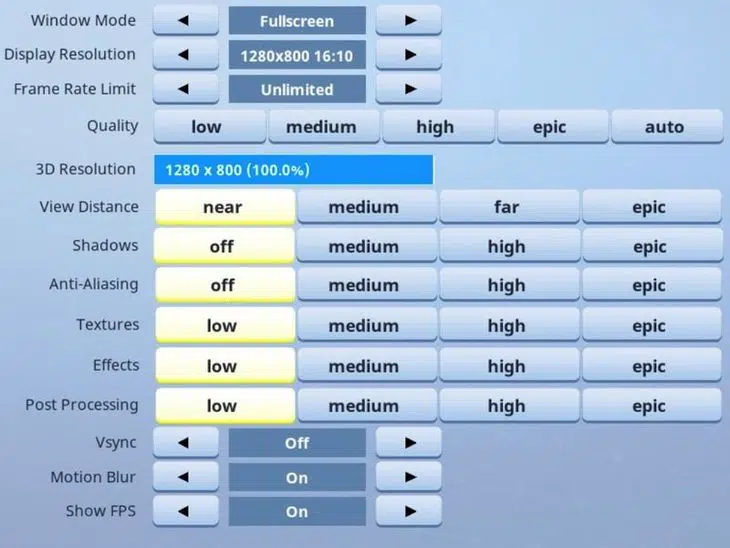 Window Mode Fullscreen
Display Resolution 1280x800 16:10
Frame Rate Limit Unlimited
Quality low medium high epic auto
3D Resolution 1280 x 800 (100.0%)
View Distance near medium far epic
Shadows off medium high epic
Anti-Aliasing off medium high epic
Textures low medium high epic
Effects low medium high epic
Post Processing low medium high epic
Vsync Off
Motion Blur On
Show FPS On